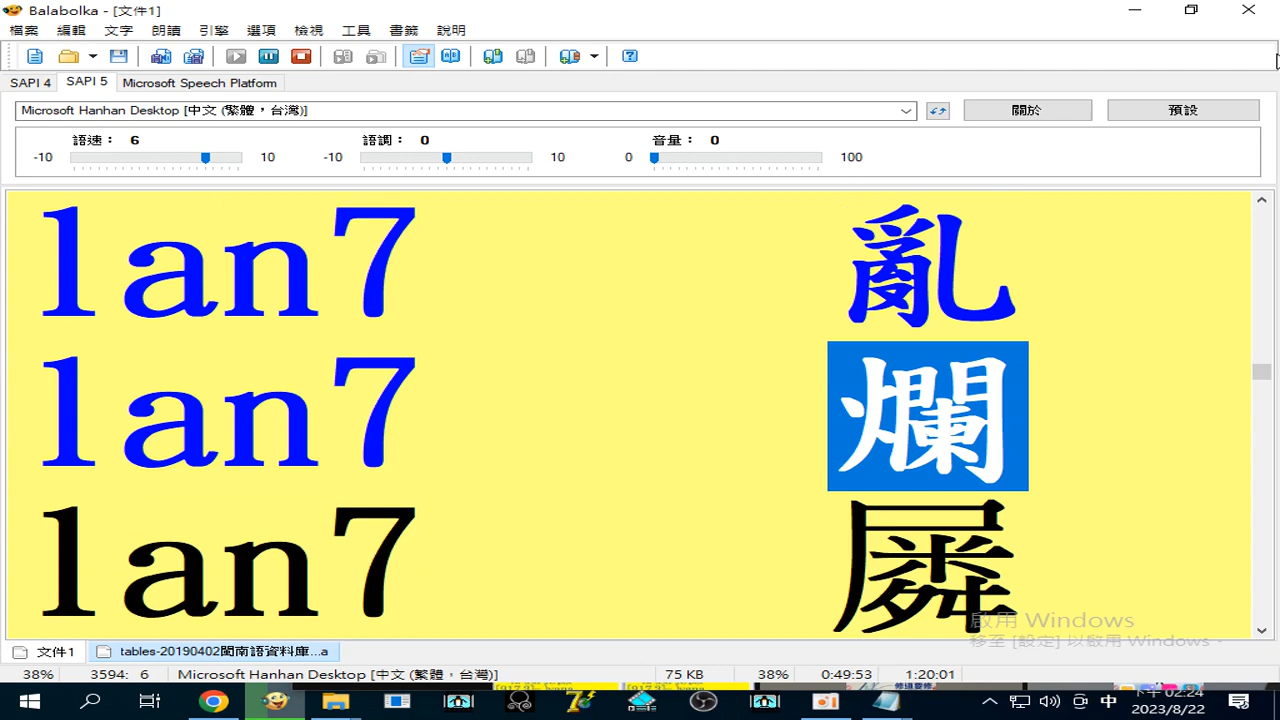 Balabolka - [文件1]
檔案 編輯 文字 朗讀 引擎 選項 檢視 工具 書籤 說明
SAPI 4 SAPI 5 Microsoft Speech Platform
Microsoft Hanhan Desktop [中文 (繁體，台灣)] 關於 預設
語速： 6 語調： 0 音量： 0
-10 10 -10 10 0 100
lan7 亂
lan7 爛
lan7 羼
啟用 Windows
移至 [設定] 以啟用 Windows。
文件1 tables-20190402閩南語資料庫...a
38% 3594: 6 Microsoft Hanhan Desktop [中文 (繁體，台灣)] 75 KB 38% 0:49:53 1:20:01
中 下午 02:24
2023/8/22